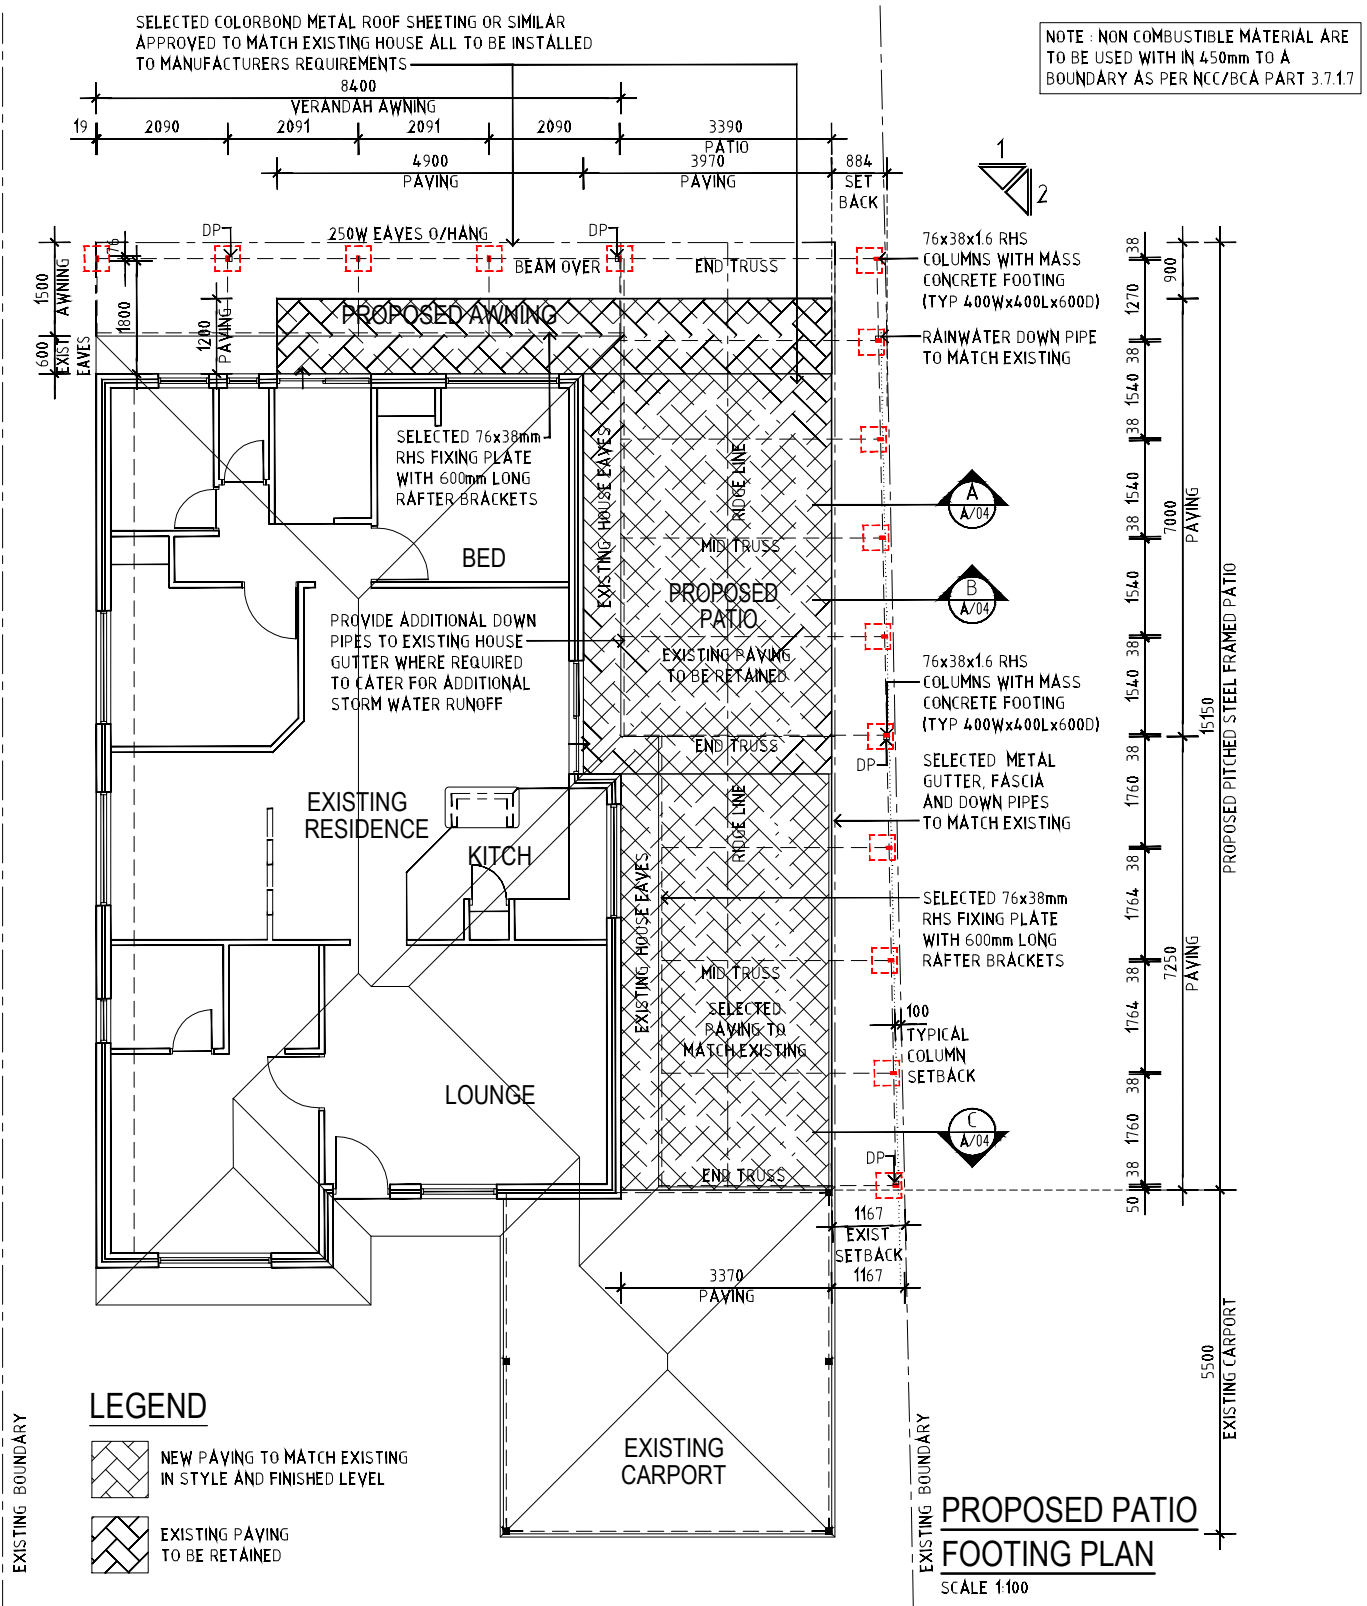 SELECTED COLORBOND METAL ROOF SHEETING OR SIMILAR
APPROVED TO MATCH EXISTING HOUSE ALL TO BE INSTALLED
TO MANUFACTURERS REQUIREMENTS
NOTE : NON COMBUSTIBLE MATERIAL ARE
TO BE USED WITH IN 450mm TO A
BOUNDARY AS PER NCC/BCA PART 3.7.1.7
8400
VERANDAH AWNING
19
2090
2091
2091
2090
3390
PATIO
4900
PAVING
3970
PAVING
884
SET
BACK
1
2
DP
250W EAVES O/HANG
DP
BEAM OVER
END TRUSS
76
1500
AWNING
600
EXIST
EAVES
1800
1200
PAVING
PROPOSED AWNING
76x38x1.6 RHS
COLUMNS WITH MASS
CONCRETE FOOTING
(TYP 400Wx400Lx600D)
RAINWATER DOWN PIPE
TO MATCH EXISTING
SELECTED 76x38mm
RHS FIXING PLATE
WITH 600mm LONG
RAFTER BRACKETS
EXISTING HOUSE EAVES
RIDGE LINE
A
A/04
BED
MID TRUSS
PROPOSED
PATIO
B
A/04
PROVIDE ADDITIONAL DOWN
PIPES TO EXISTING HOUSE
GUTTER WHERE REQUIRED
TO CATER FOR ADDITIONAL
STORM WATER RUNOFF
EXISTING PAVING
TO BE RETAINED
76x38x1.6 RHS
COLUMNS WITH MASS
CONCRETE FOOTING
(TYP 400Wx400Lx600D)
END TRUSS
DP
SELECTED METAL
GUTTER, FASCIA
AND DOWN PIPES
TO MATCH EXISTING
EXISTING
RESIDENCE
KITCH
RIDGE LINE
EXISTING HOUSE EAVES
SELECTED 76x38mm
RHS FIXING PLATE
WITH 600mm LONG
RAFTER BRACKETS
MID TRUSS
SELECTED
PAVING TO
MATCH EXISTING
100
TYPICAL
COLUMN
SETBACK
LOUNGE
C
A/04
DP
END TRUSS
38
1270
38
1540
38
1540
38
1540
38
1540
38
1760
38
1764
38
1764
38
1760
38
50
900
7000
PAVING
7250
PAVING
15150
PROPOSED PITCHED STEEL FRAMED PATIO
1167
EXIST
SETBACK
1167
3370
PAVING
5500
EXISTING CARPORT
EXISTING
CARPORT
LEGEND
NEW PAVING TO MATCH EXISTING
IN STYLE AND FINISHED LEVEL
EXISTING PAVING
TO BE RETAINED
EXISTING BOUNDARY
EXISTING BOUNDARY
PROPOSED PATIO
FOOTING PLAN
SCALE 1:100